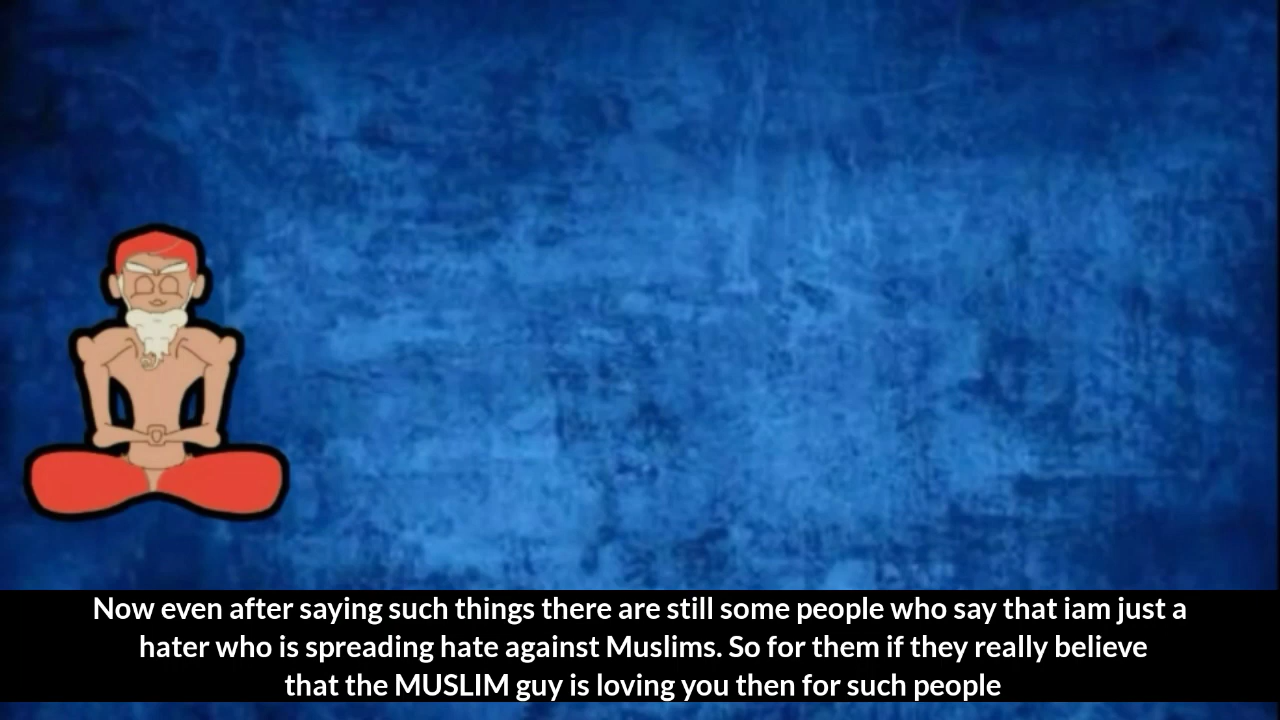 Now even after saying such things there are still some people who say that iam just a
hater who is spreading hate against Muslims. So for them if they really believe
that the MUSLIM guy is loving you then for such people